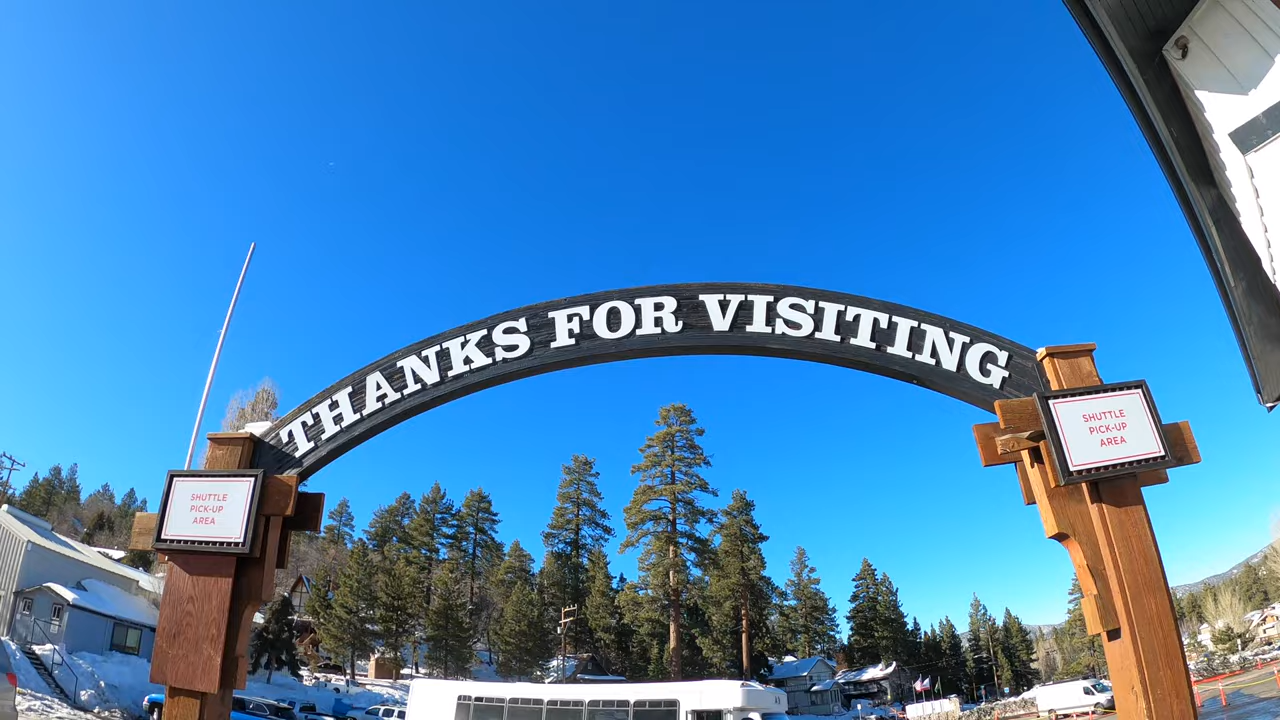 THANKS FOR VISITING
SHUTTLE
PICK-UP
AREA
SHUTTLE
PICK-UP
AREA